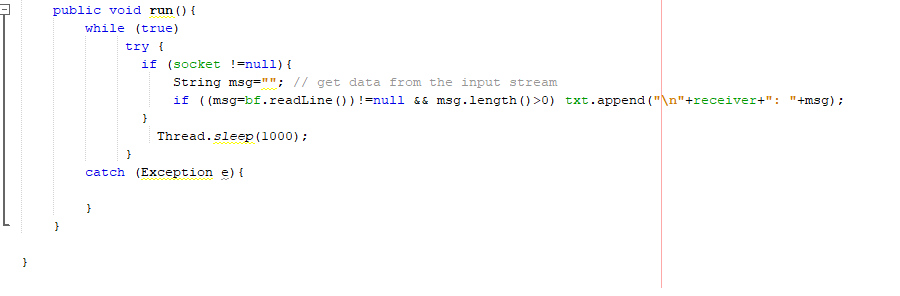 public void run(){
while (true)
try {
if (socket !=null){
String msg=""; // get data from the input stream
if ((msg=bf.readLine())!=null && msg.length()>0) txt.append("\n"+receiver+": "+msg);
}
Thread.sleep(1000);
}
catch (Exception e){
}
}
}